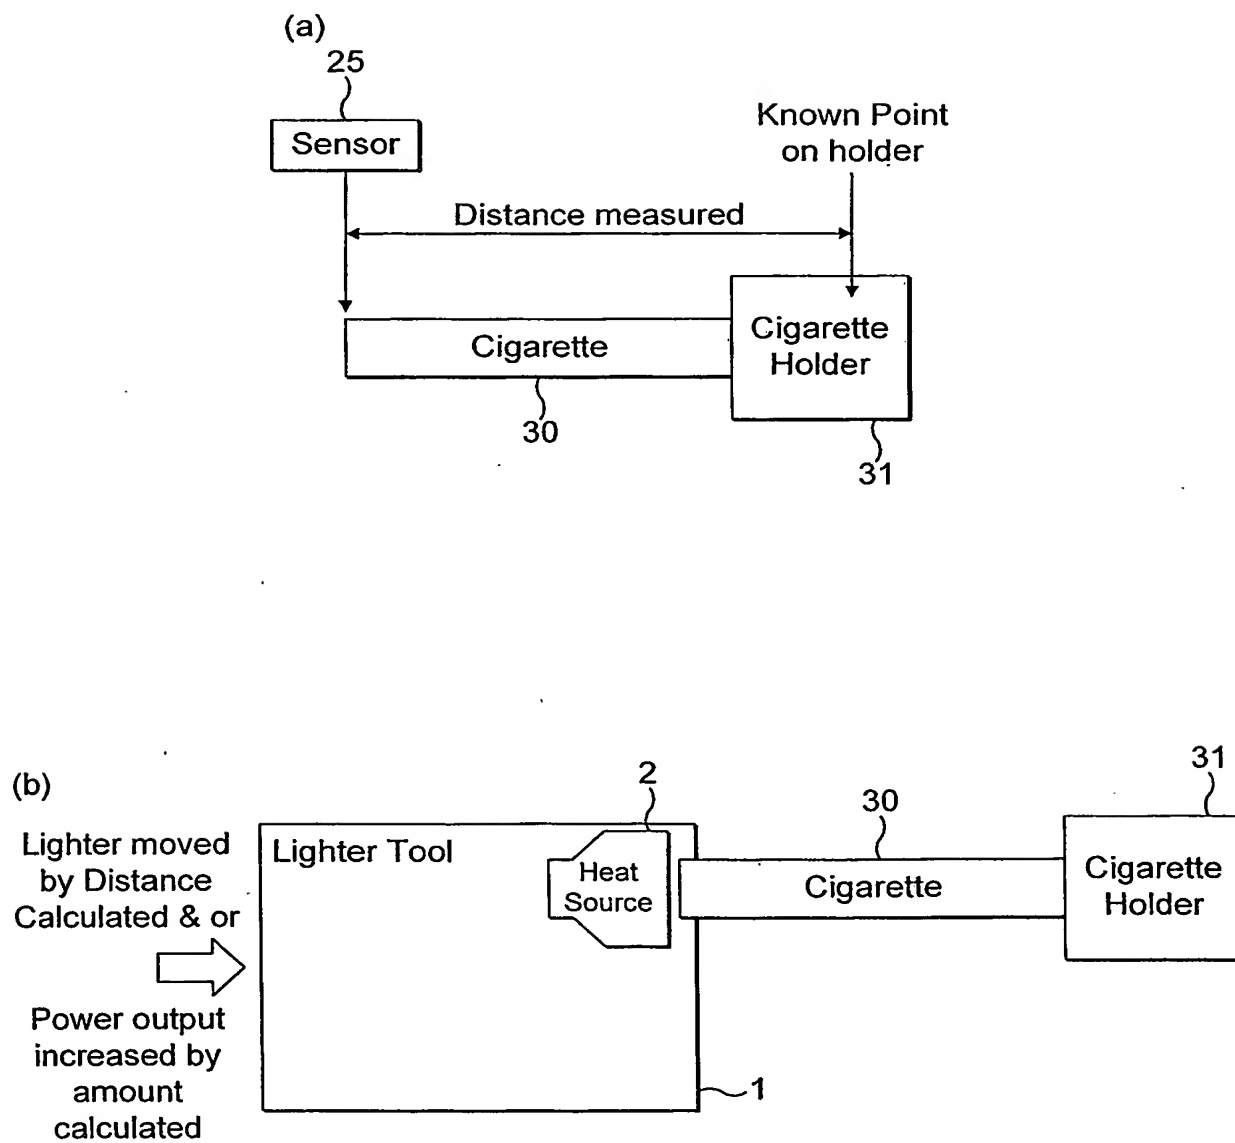 (a)
25
Sensor
Known Point
on holder
Distance measured
Cigarette
Cigarette
Holder
30
31
(b)
Lighter moved
by Distance
Calculated & or
Power output
increased by
amount
calculated
Lighter Tool
2
Heat
Source
30
Cigarette
31
Cigarette
Holder
1